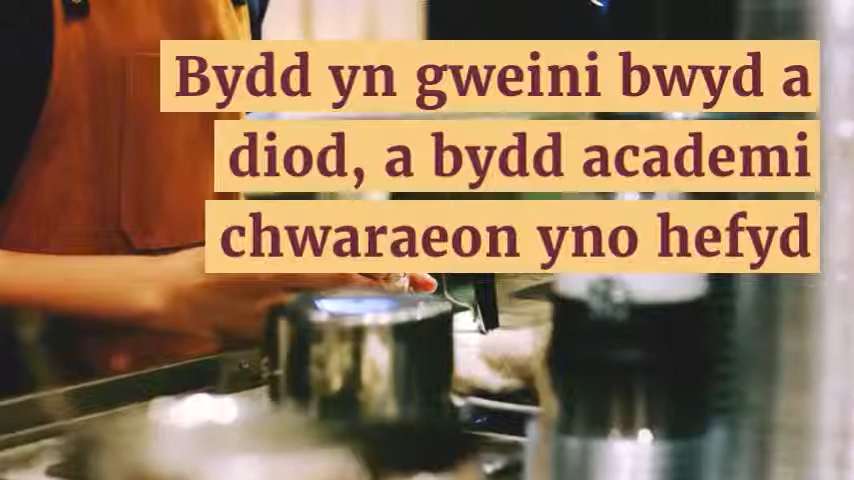 Bydd yn gweini bwyd a
diod, a bydd academi
chwaraeon yno hefyd